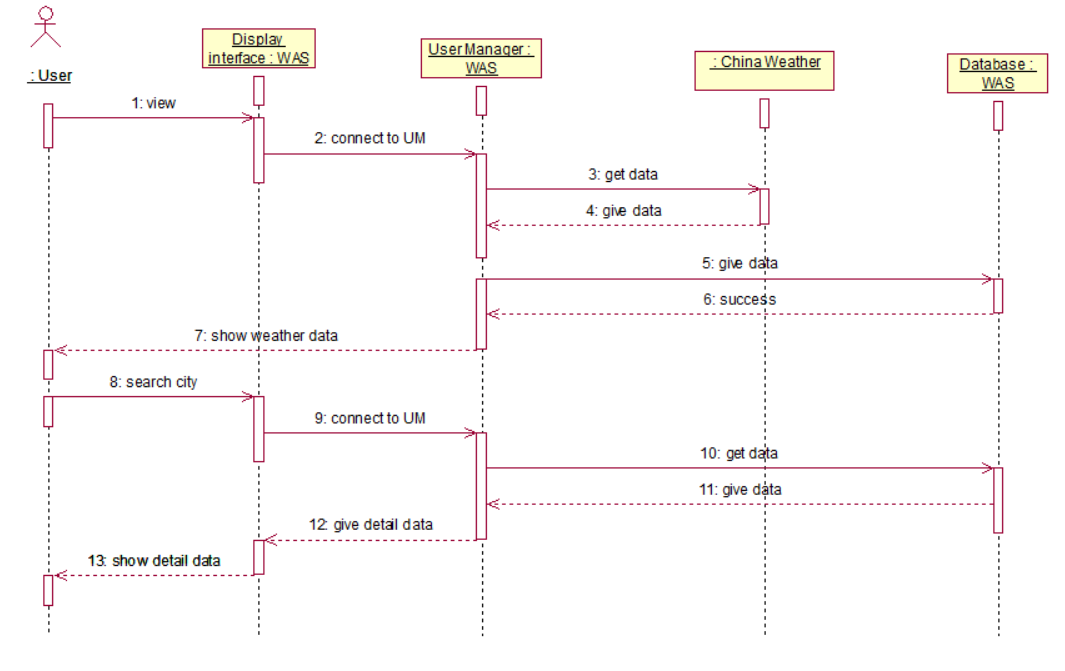 : User
Display
interface : WAS
User Manager :
WAS
: China Weather
Database :
WAS
1: view
2: connect to UM
3: get data
4: give data
5: give data
6: success
7: show weather data
8: search city
9: connect to UM
10: get data
11: give data
12: give detail data
13: show detail data